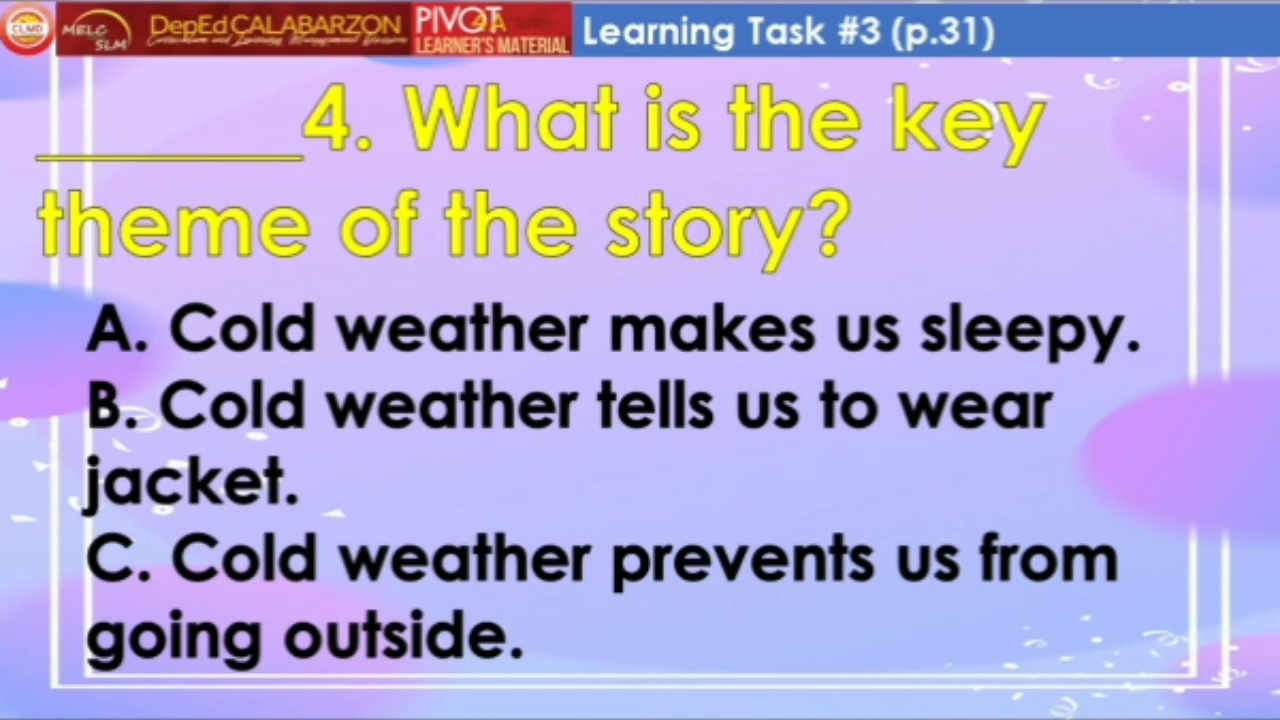 CLMD
MELC
SLM
DepEd CALABARZON
PIVOT 4A
LEARNER'S MATERIAL
Learning Task #3 (p.31)
_______4. What is the key
theme of the story?
A. Cold weather makes us sleepy.
B. Cold weather tells us to wear
jacket.
C. Cold weather prevents us from
going outside.